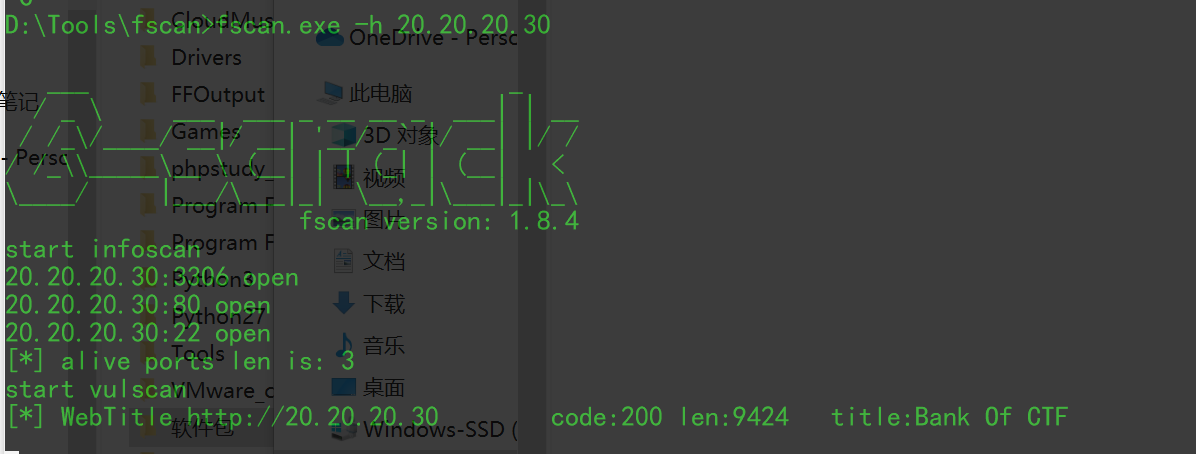 D:\Tools\fscan>fscan.exe -h 20.20.20.30
CloudMus
OneDrive - Persc
Drivers
FFOutput
此电脑
笔记
Games
3D 对象
- Persc
phpstudy_
视频
Program F
图片
fscan version: 1.8.4
Program F
start infoscan
文档
Python3
20.20.20.30:3306 open
下载
20.20.20.30:80 open
Python27
20.20.20.30:22 open
音乐
Tools
[*] alive ports len is: 3
桌面
VMware_c
start vulscan
[*] WebTitle http://20.20.20.30 code:200 len:9424 title:Bank Of CTF
软件包
Windows-SSD (